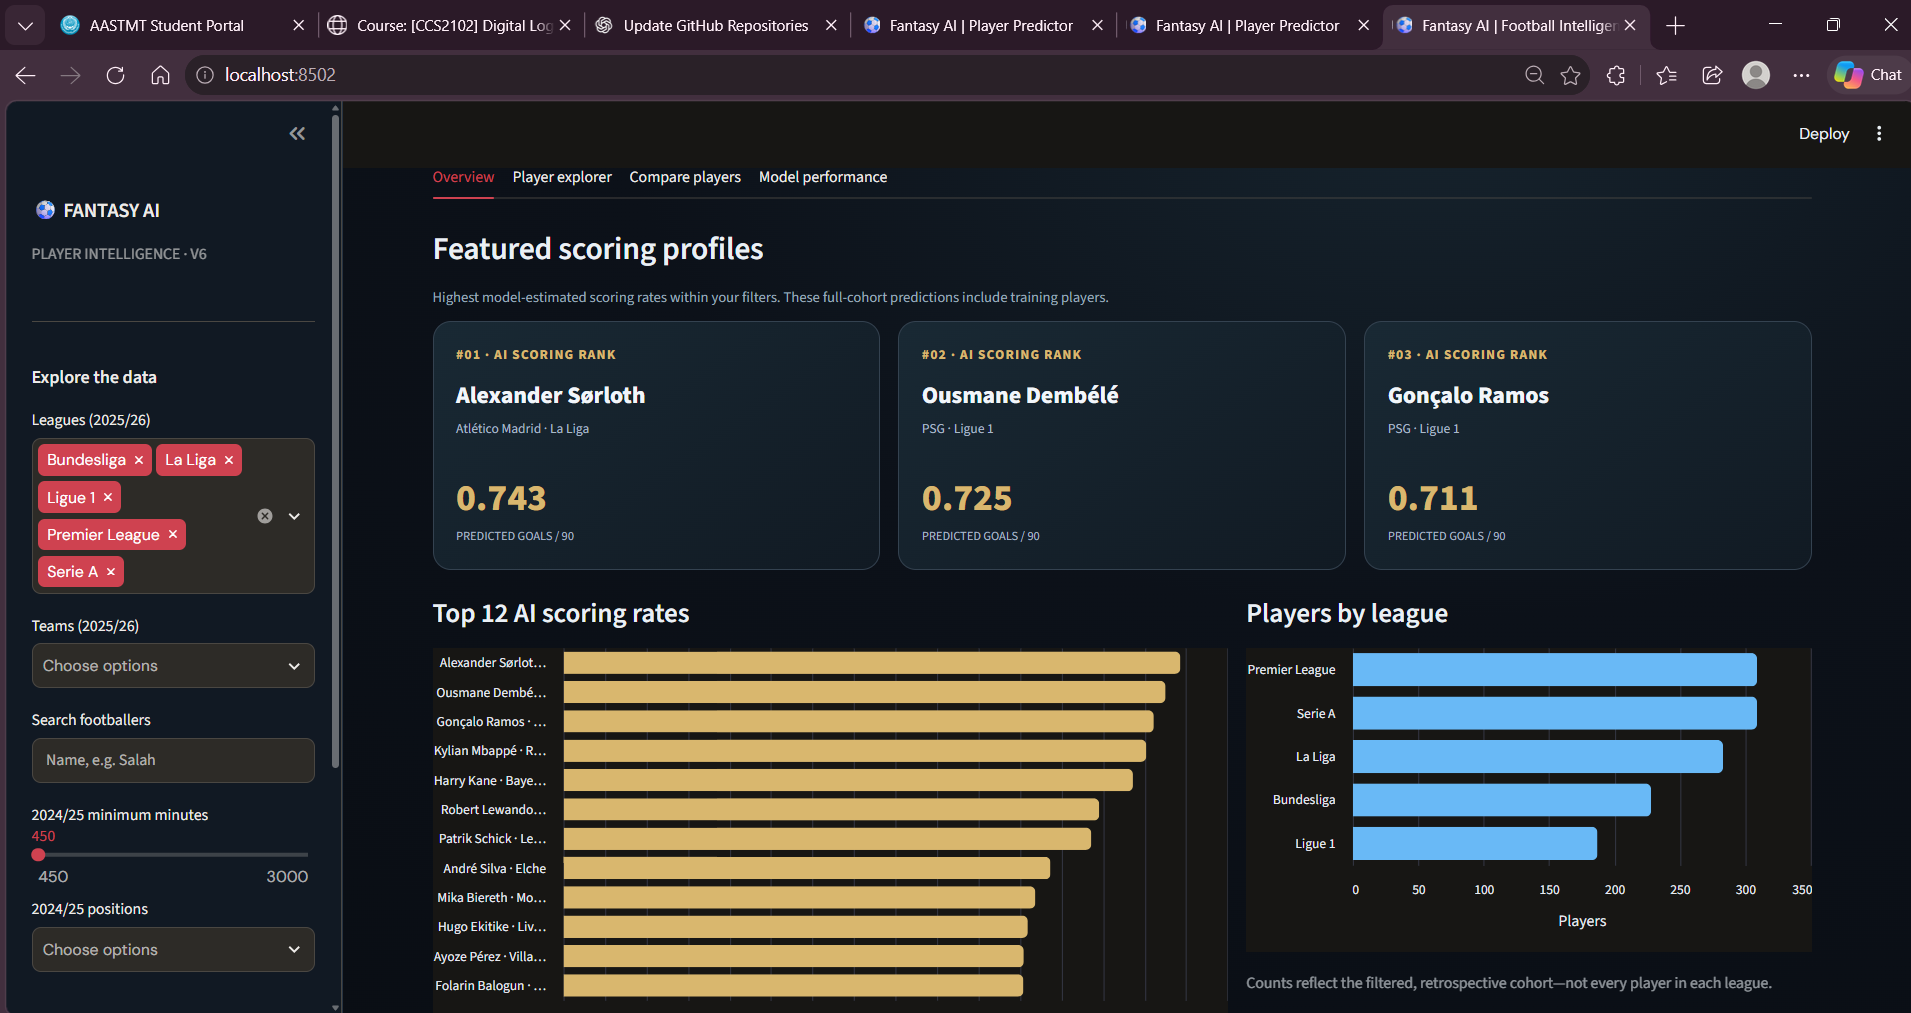 AASTMT Student Portal
Course: [CCS2102] Digital Log
Update GitHub Repositories
Fantasy AI | Player Predictor
Fantasy AI | Player Predictor
Fantasy AI | Football Intelligen
localhost:8502
Chat
Deploy
FANTASY AI
PLAYER INTELLIGENCE · V6
Explore the data
Leagues (2025/26)
Bundesliga
La Liga
Ligue 1
Premier League
Serie A
Teams (2025/26)
Choose options
Search footballers
Name, e.g. Salah
2024/25 minimum minutes
450
450 3000
2024/25 positions
Choose options
Overview Player explorer Compare players Model performance
Featured scoring profiles
Highest model-estimated scoring rates within your filters. These full-cohort predictions include training players.
#01 · AI SCORING RANK
Alexander Sørloth
Atlético Madrid · La Liga
0.743
PREDICTED GOALS / 90
#02 · AI SCORING RANK
Ousmane Dembélé
PSG · Ligue 1
0.725
PREDICTED GOALS / 90
#03 · AI SCORING RANK
Gonçalo Ramos
PSG · Ligue 1
0.711
PREDICTED GOALS / 90
Top 12 AI scoring rates
Alexander Sørlot…
Ousmane Dembé…
Gonçalo Ramos · …
Kylian Mbappé · R…
Harry Kane · Baye…
Robert Lewando…
Patrik Schick · Le…
André Silva · Elche
Mika Biereth · Mo…
Hugo Ekitike · Liv…
Ayoze Pérez · Villa…
Folarin Balogun · …
Players by league
Premier League
Serie A
La Liga
Bundesliga
Ligue 1
0 50 100 150 200 250 300 350
Players
Counts reflect the filtered, retrospective cohort—not every player in each league.